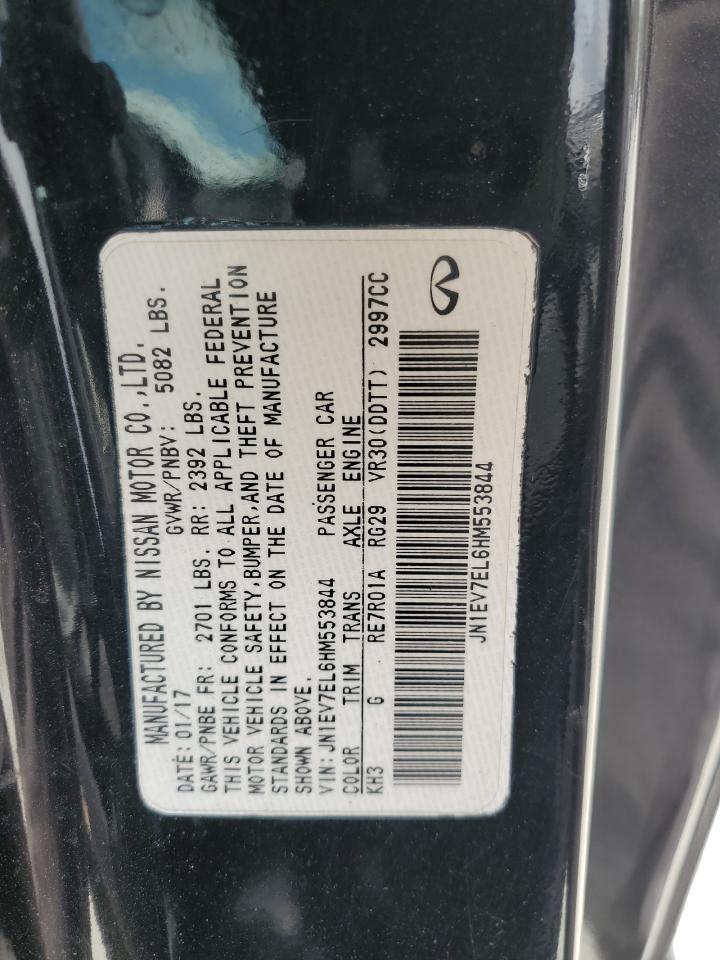 MANUFACTURED BY NISSAN MOTOR CO.,LTD.
DATE: 01/17 GVWR/PNBV: 5082 LBS.
GAWR/PNBE FR: 2701 LBS. RR: 2392 LBS.
THIS VEHICLE CONFORMS TO ALL APPLICABLE FEDERAL
MOTOR VEHICLE SAFETY,BUMPER,AND THEFT PREVENTION
STANDARDS IN EFFECT ON THE DATE OF MANUFACTURE
SHOWN ABOVE.
VIN:JN1EV7EL6HM553844 PASSENGER CAR
COLOR TRIM TRANS AXLE ENGINE
KH3 G RE7R01A RG29 VR30(DDTT) 2997CC
JN1EV7EL6HM553844